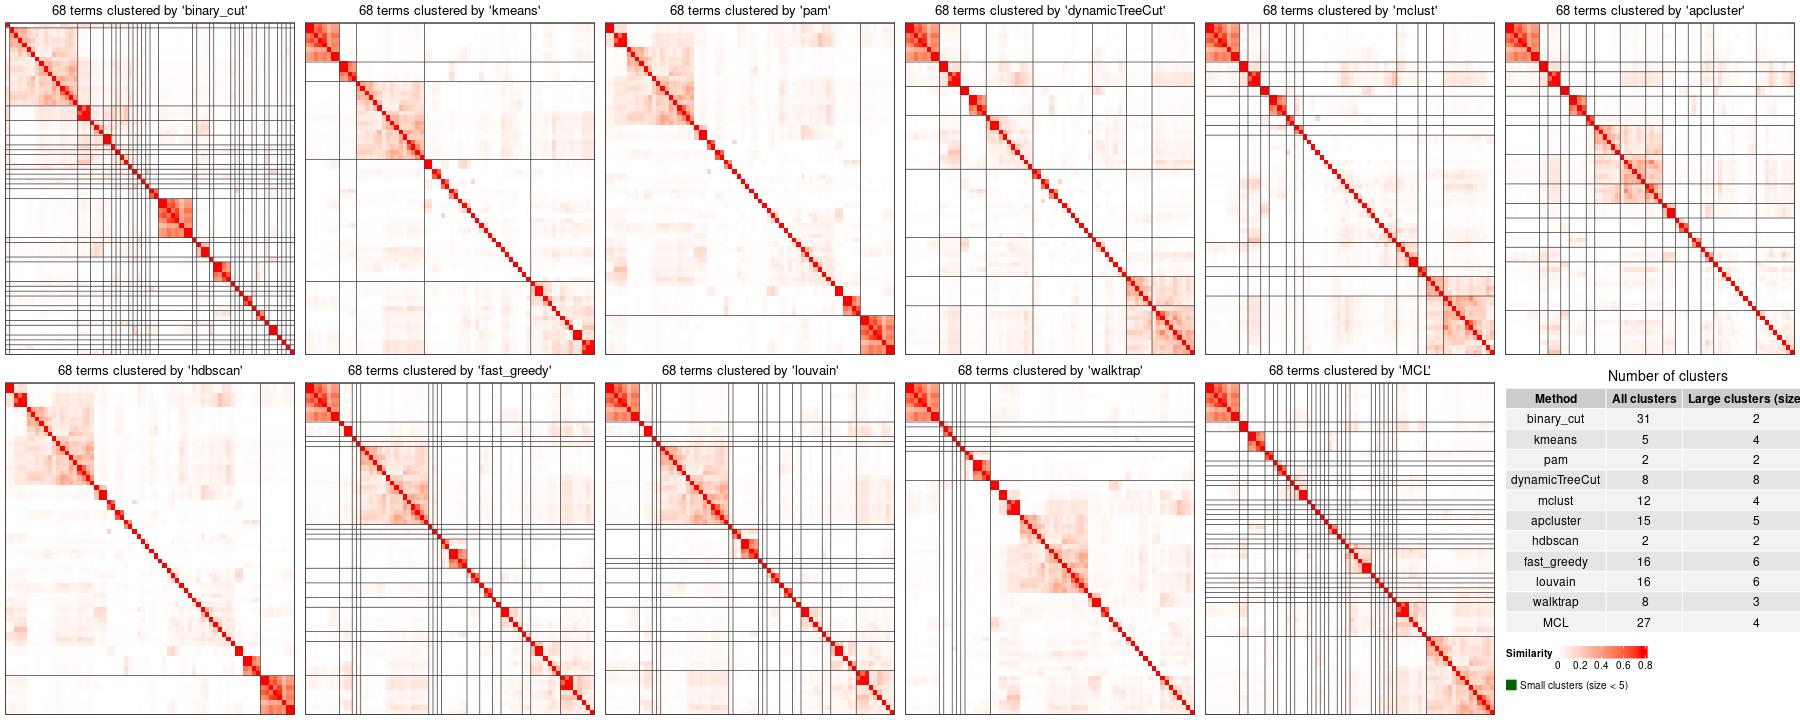 68 terms clustered by 'binary_cut'
68 terms clustered by 'kmeans'
68 terms clustered by 'pam'
68 terms clustered by 'dynamicTreeCut'
68 terms clustered by 'mclust'
68 terms clustered by 'apcluster'
68 terms clustered by 'hdbscan'
68 terms clustered by 'fast_greedy'
68 terms clustered by 'louvain'
68 terms clustered by 'walktrap'
68 terms clustered by 'MCL'
Number of clusters
Method All clusters Large clusters (size
binary_cut 31 2
kmeans 5 4
pam 2 2
dynamicTreeCut 8 8
mclust 12 4
apcluster 15 5
hdbscan 2 2
fast_greedy 16 6
louvain 16 6
walktrap 8 3
MCL 27 4
Similarity
0 0.2 0.4 0.6 0.8
Small clusters (size < 5)